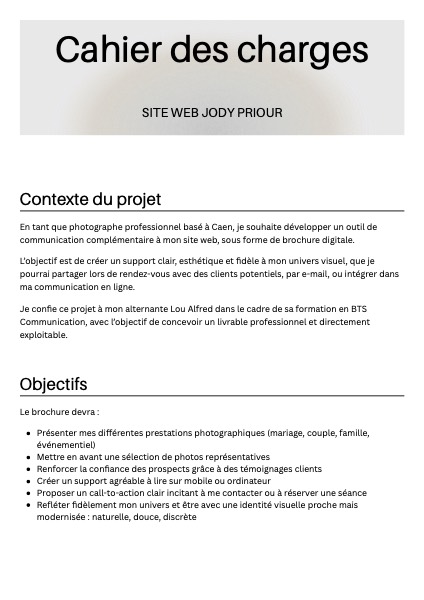 Cahier des charges
SITE WEB JODY PRIOUR
Contexte du projet
En tant que photographe professionnel basé à Caen, je souhaite développer un outil de
communication complémentaire à mon site web, sous forme de brochure digitale.
L'objectif est de créer un support clair, esthétique et fidèle à mon univers visuel, que je
pourrai partager lors de rendez-vous avec des clients potentiels, par e-mail, ou intégrer dans
ma communication en ligne.
Je confie ce projet à mon alternante Lou Alfred dans le cadre de sa formation en BTS
Communication, avec l'objectif de concevoir un livrable professionnel et directement
exploitable.
Objectifs
Le brochure devra :
• Présenter mes différentes prestations photographiques (mariage, couple, famille,
événementiel)
• Mettre en avant une sélection de photos représentatives
• Renforcer la confiance des prospects grâce à des témoignages clients
• Créer un support agréable à lire sur mobile ou ordinateur
• Proposer un call-to-action clair incitant à me contacter ou à réserver une séance
• Refléter fidèlement mon univers et être avec une identité visuelle proche mais
modernisée : naturelle, douce, discrète